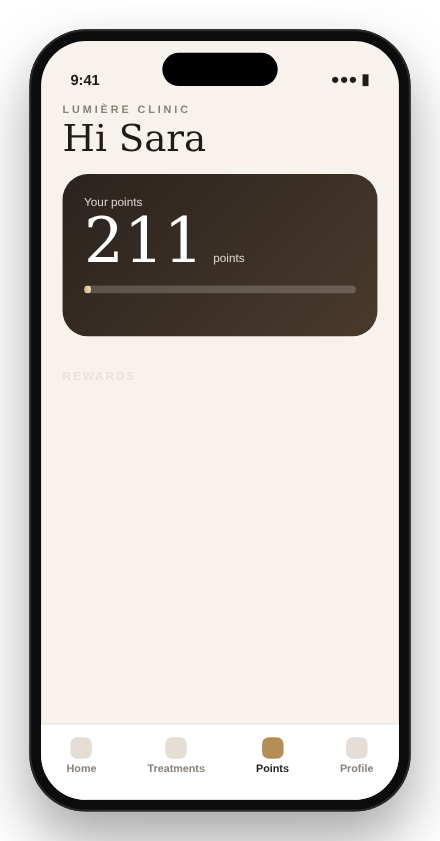 9:41
LUMIÈRE CLINIC
Hi Sara
Your points
211 points
REWARDS
Home Treatments Points Profile